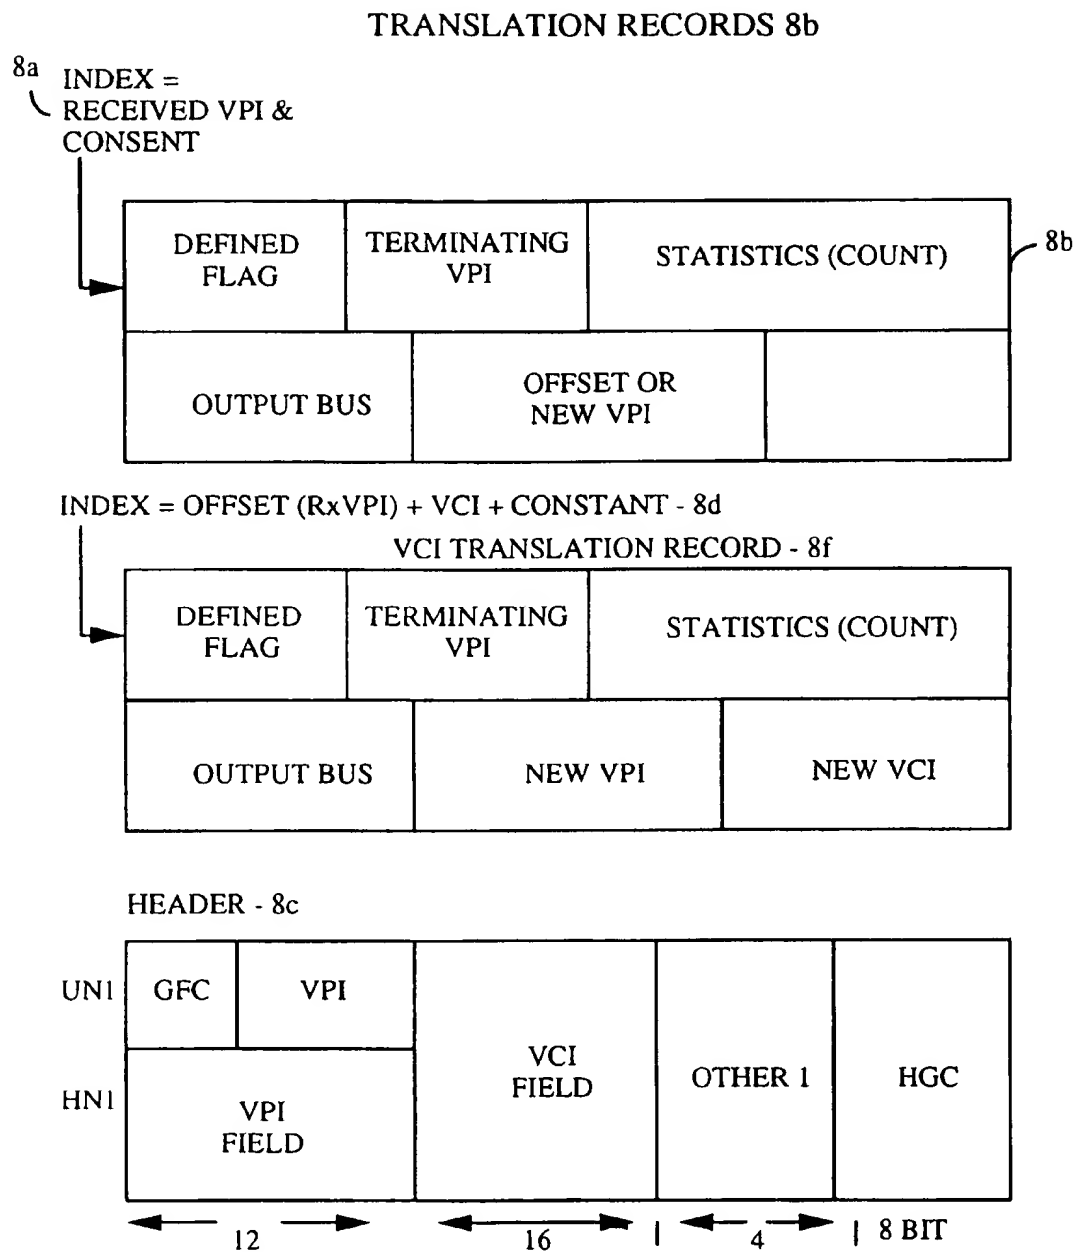 TRANSLATION RECORDS 8b
8a
INDEX =
RECEIVED VPI &
CONSENT
DEFINED
FLAG
TERMINATING
VPI
STATISTICS (COUNT)
8b
OUTPUT BUS
OFFSET OR
NEW VPI
INDEX = OFFSET (RxVPI) + VCI + CONSTANT - 8d
VCI TRANSLATION RECORD - 8f
DEFINED
FLAG
TERMINATING
VPI
STATISTICS (COUNT)
OUTPUT BUS
NEW VPI
NEW VCI
HEADER - 8c
UN1
GFC
VPI
HN1
VPI
FIELD
VCI
FIELD
OTHER 1
HGC
12
16
4
8 BIT